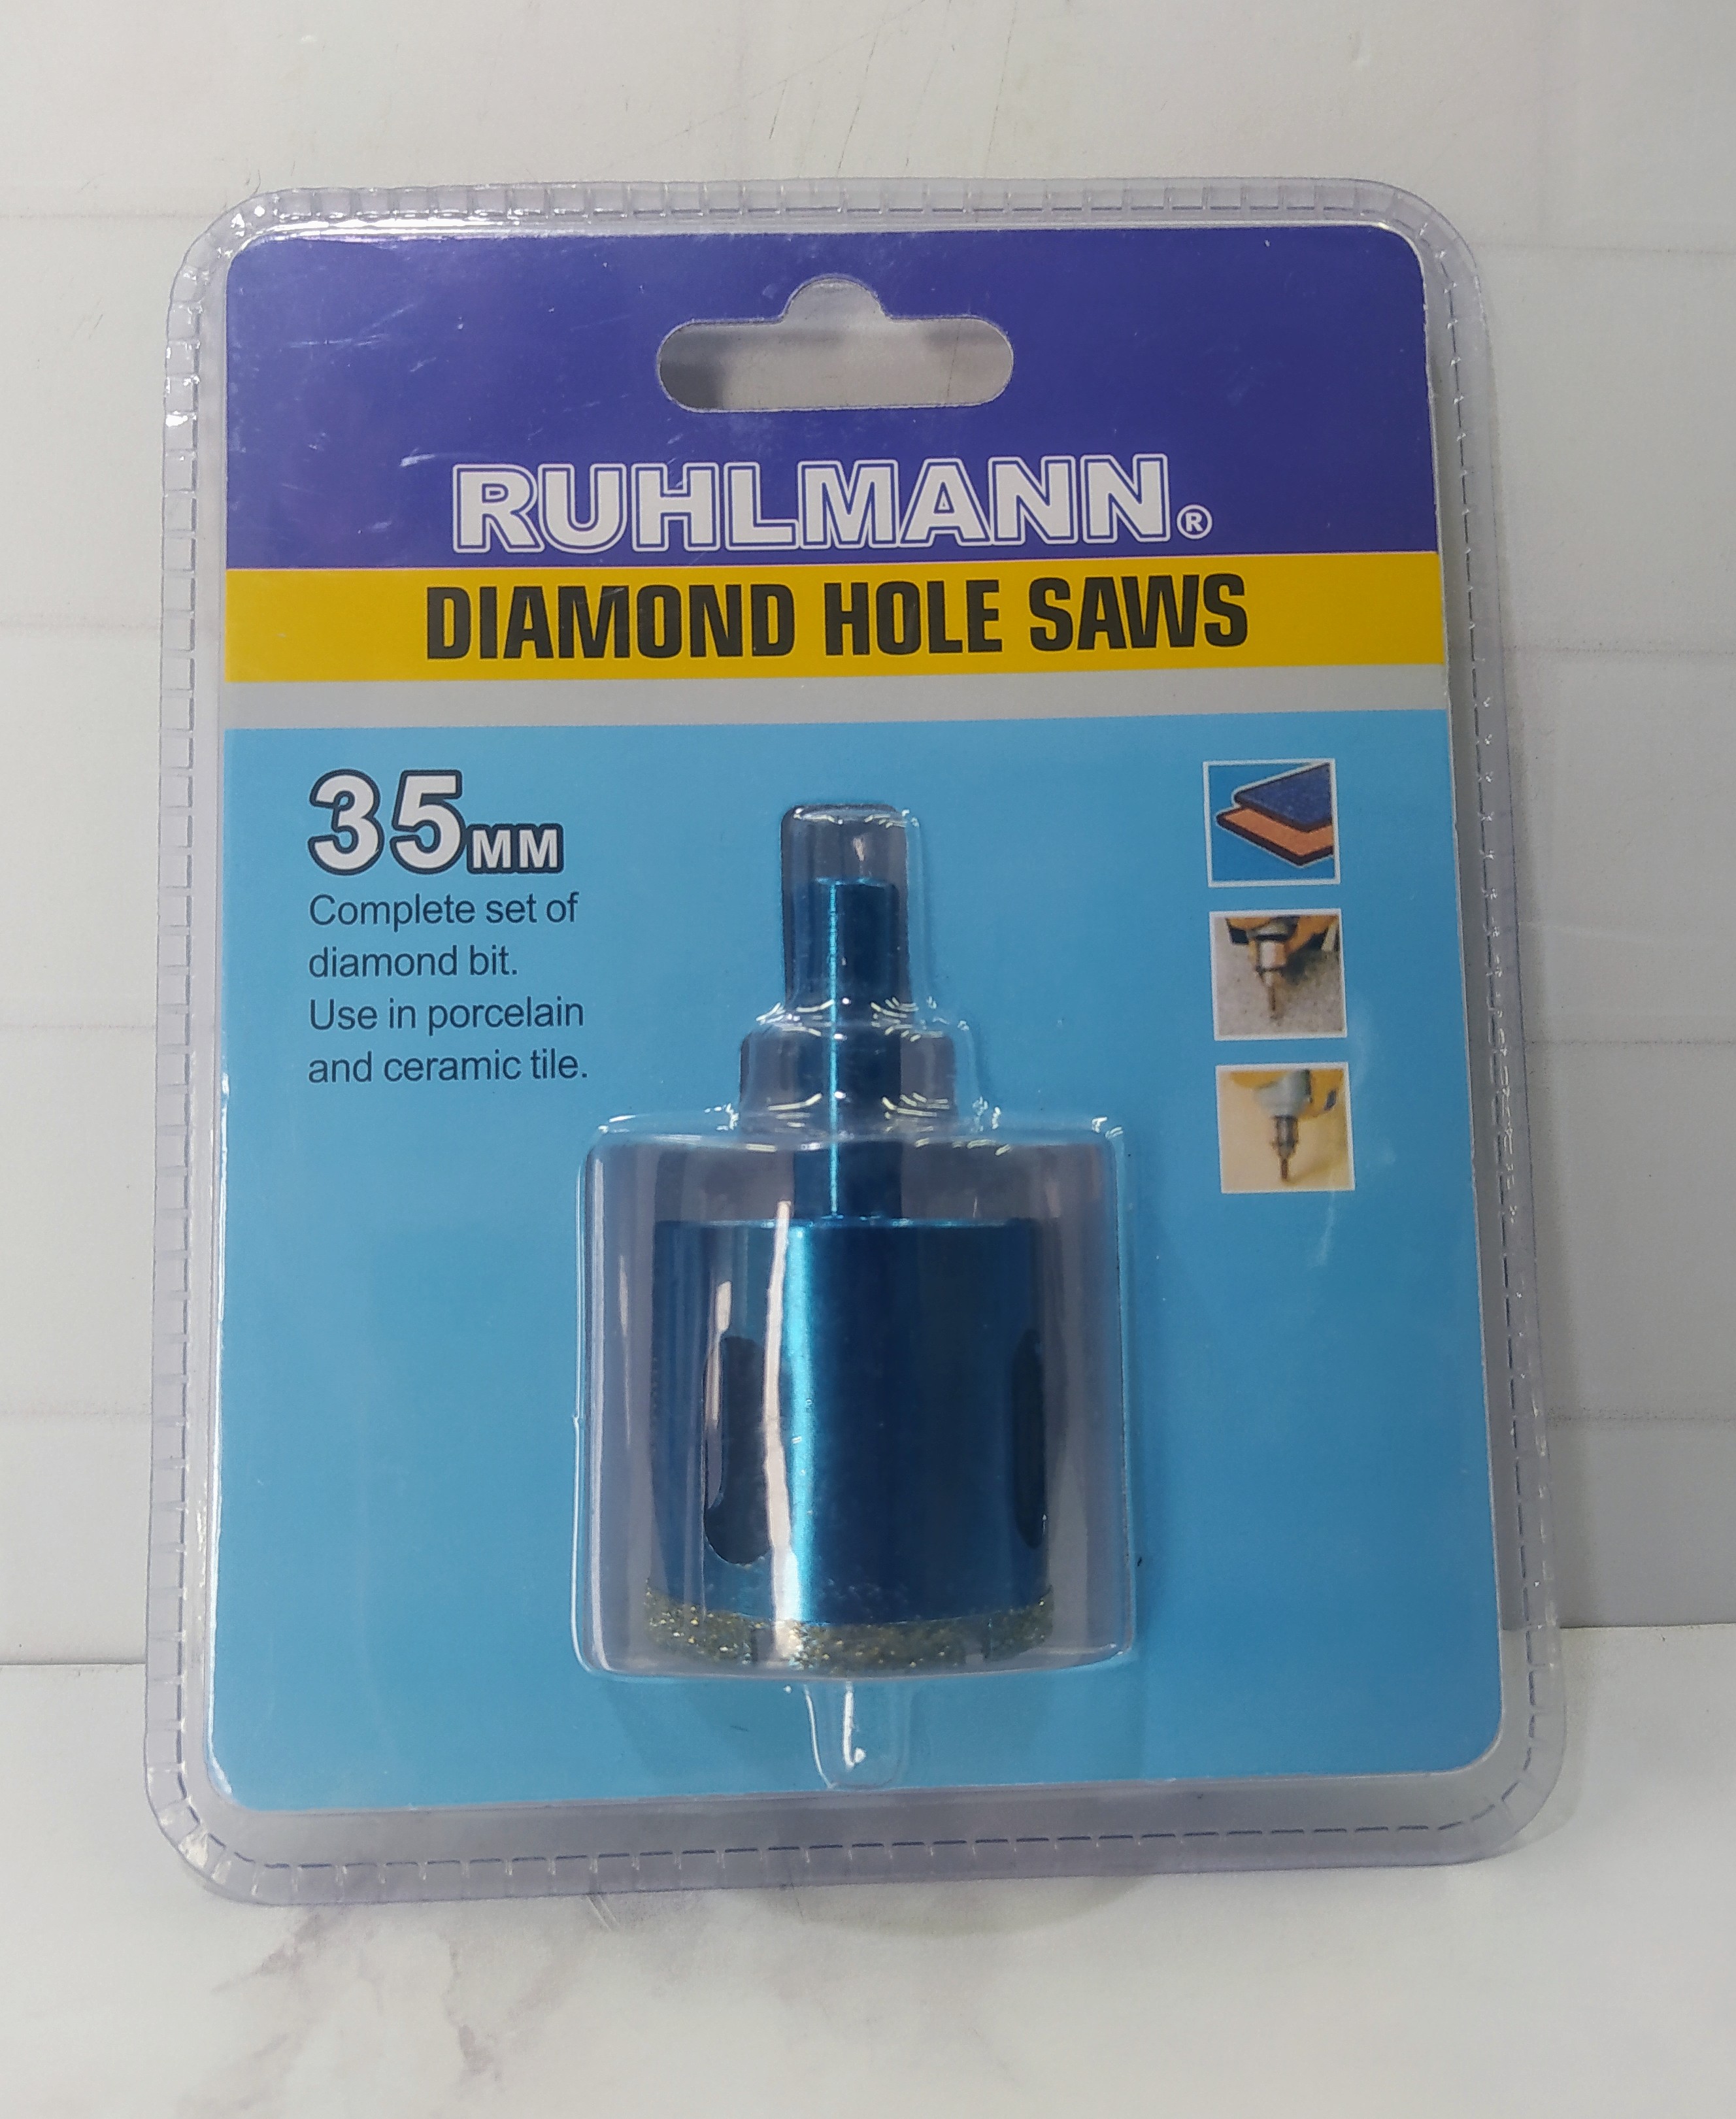 RUHLMANN®
DIAMOND HOLE SAWS
35MM
Complete set of
diamond bit.
Use in porcelain
and ceramic tile.